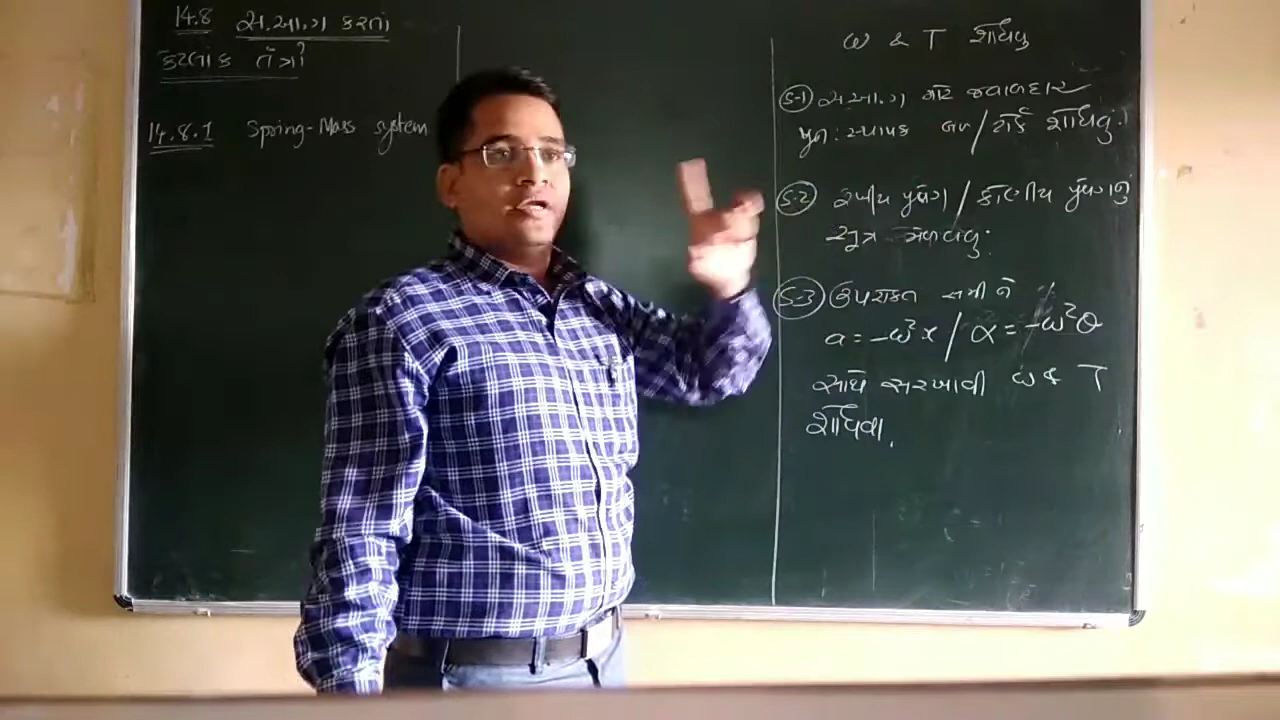 14.8 સ.આ.ગ કરતાં
કેટલાંક તંત્રો
14.8.1 Spring-Mass system
ω & T શોધવું
S-1 સ.આ.ગ માટે જવાબદાર
પુન:સ્થાપક બળ/ટોર્ક શોધવું.
S-2 રેખીય પ્રવેગ/કોણીય પ્રવેગનું
સૂત્ર મેળવવું.
S-3 ઉપરોક્ત સમી ને
a = -ω²x / α = -ω²θ
સાથે સરખાવી ω & T
શોધવા.